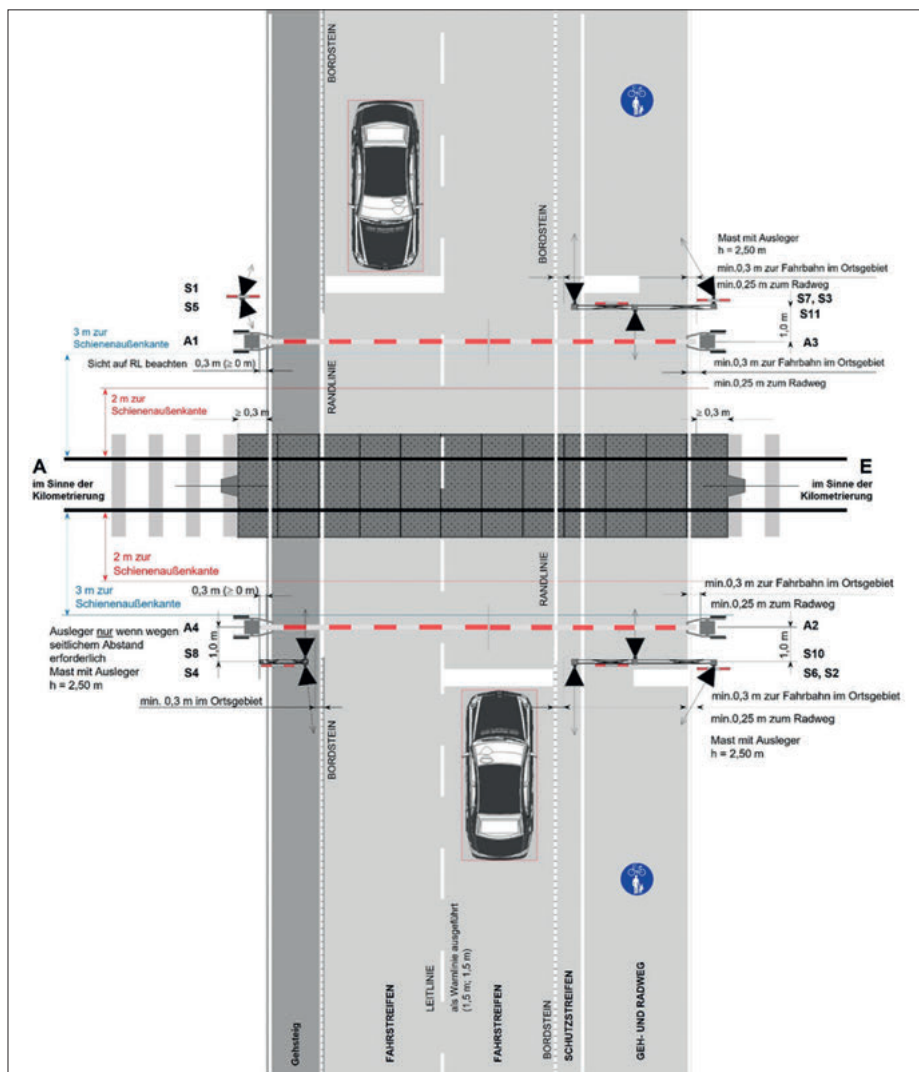 BORDSTEIN
BORDSTEIN
Mast mit Ausleger
h = 2,50 m
min.0,3 m zur Fahrbahn im Ortsgebiet
min.0,25 m zum Radweg
S1
S5
S7, S3
S11
1,0 m
3 m zur
Schienenaußenkante
A1
A3
Sicht auf RL beachten
0,3 m (≥ 0 m)
min.0,3 m zur Fahrbahn im Ortsgebiet
min.0,25 m zum Radweg
RANDLINIE
2 m zur
Schienenaußenkante
≥ 0,3 m
≥0,3 m
A
im Sinne der
Kilometrierung
E
im Sinne der
Kilometrierung
2 m zur
Schienenaußenkante
RANDLINIE
3 m zur
Schienenaußenkante
0,3 m (≥ 0 m)
min.0,3 m zur Fahrbahn im Ortsgebiet
min.0,25 m zum Radweg
Ausleger nur wenn wegen
seitlichem Abstand
erforderlich
Mast mit Ausleger
h = 2,50 m
A4
S8
S4
1,0 m
A2
S10
S6, S2
1,0 m
min. 0,3 m im Ortsgebiet
min.0,3 m zur Fahrbahn im Ortsgebiet
min.0,25 m zum Radweg
Mast mit Ausleger
h = 2,50 m
BORDSTEIN
Gehsteig
FAHRSTREIFEN
LEITLINIE
als Warnlinie ausgeführt
(1,5 m; 1,5 m)
FAHRSTREIFEN
BORDSTEIN
SCHUTZSTREIFEN
GEH- UND RADWEG